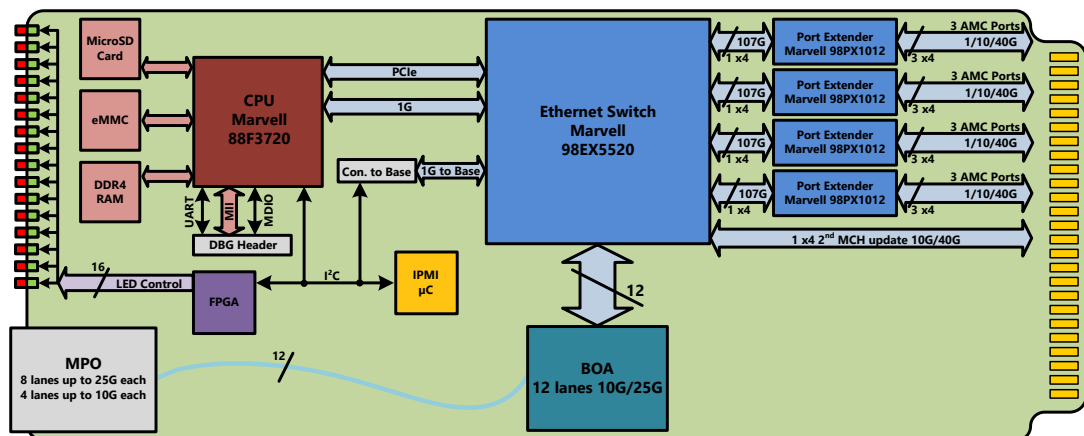 MicroSD
Card
eMMC
DDR4
RAM
CPU
Marvell
88F3720
PCIe
1G
Con. to Base
1G to Base
UART
MII
MDIO
DBG Header
I²C
16
LED Control
FPGA
IPMI
µC
Ethernet Switch
Marvell
98EX5520
107G
1 x4
Port Extender
Marvell 98PX1012
3 AMC Ports
1/10/40G
3 x4
107G
1 x4
Port Extender
Marvell 98PX1012
3 AMC Ports
1/10/40G
3 x4
107G
1 x4
Port Extender
Marvell 98PX1012
3 AMC Ports
1/10/40G
3 x4
107G
1 x4
Port Extender
Marvell 98PX1012
3 AMC Ports
1/10/40G
3 x4
1 x4 2nd MCH update 10G/40G
12
BOA
12 lanes 10G/25G
12
MPO
8 lanes up to 25G each
4 lanes up to 10G each